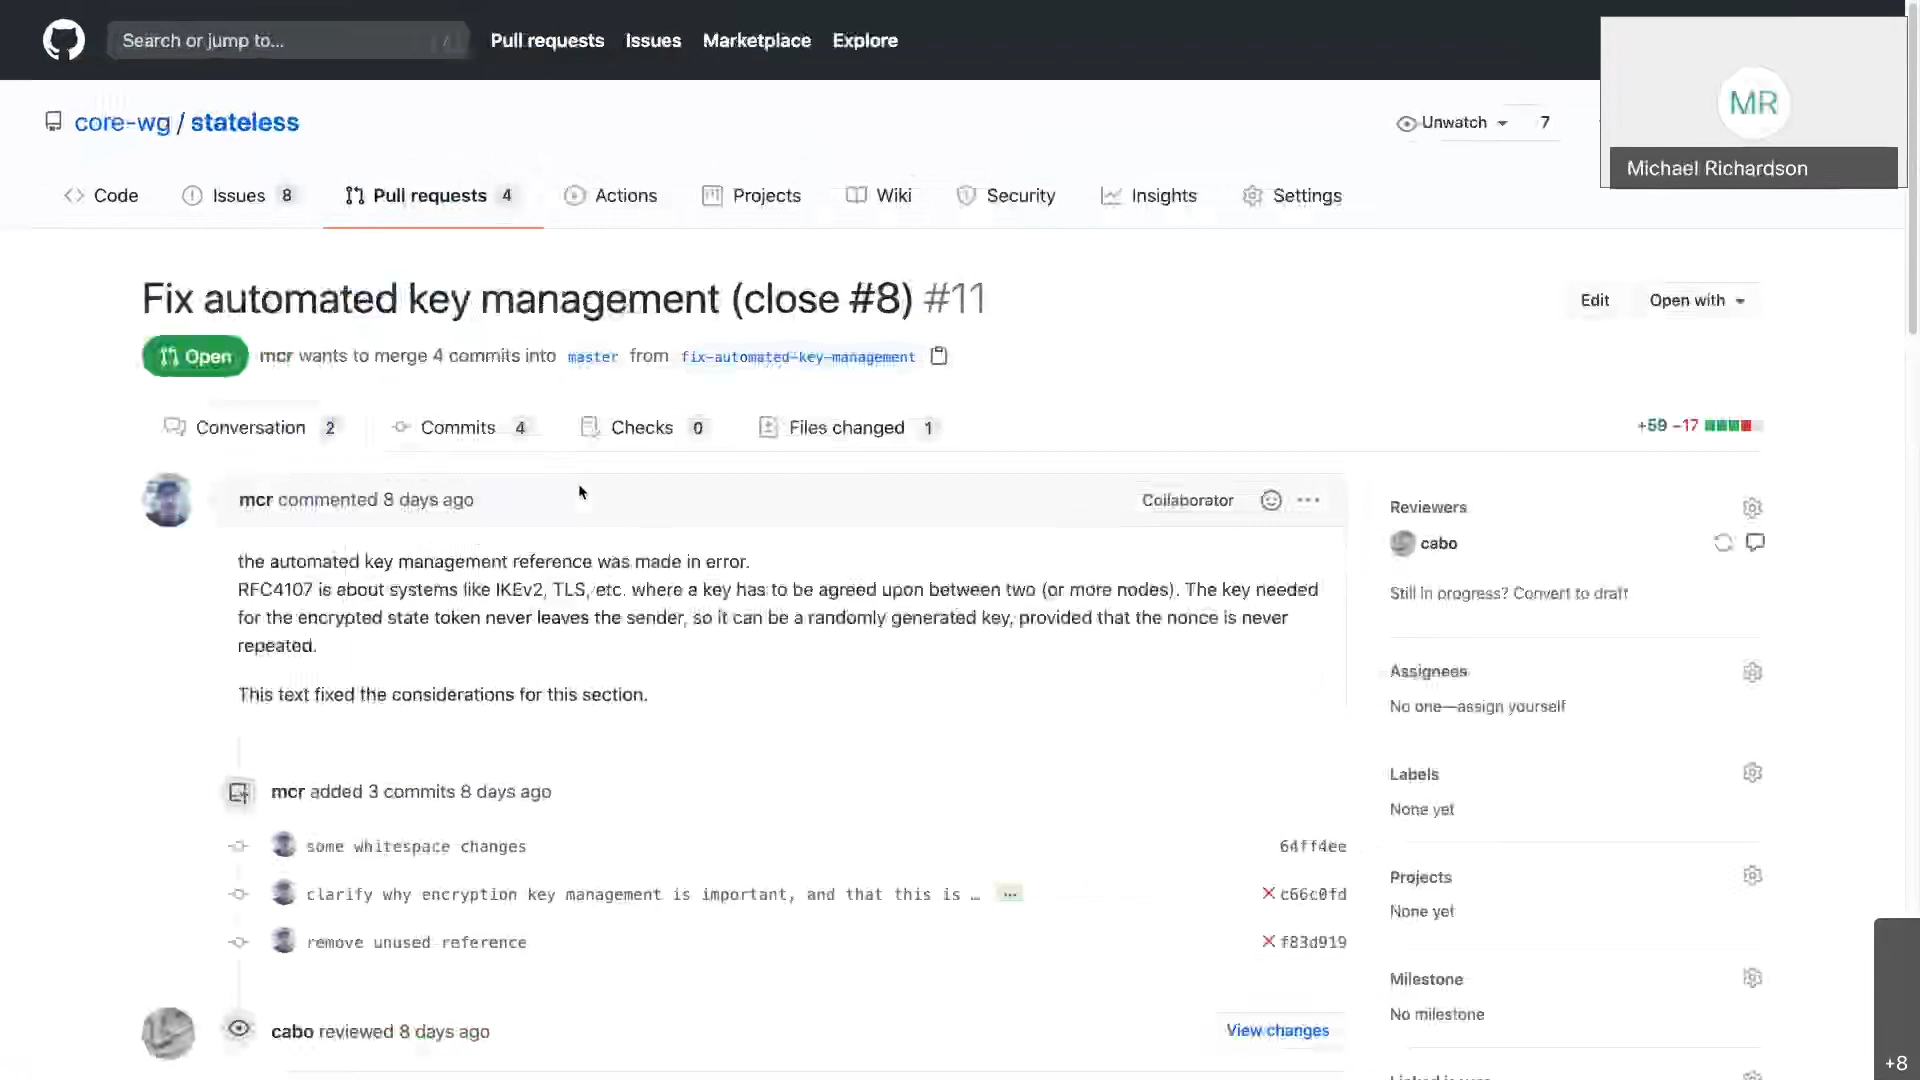 Search or jump to... /
Pull requests Issues Marketplace Explore
MR
Michael Richardson
core-wg / stateless
Unwatch 7
Code Issues 8 Pull requests 4 Actions Projects Wiki Security Insights Settings
Fix automated key management (close #8) #11
Edit Open with
Open mcr wants to merge 4 commits into master from fix-automated-key-management
Conversation 2 Commits 4 Checks 0 Files changed 1
+59 −17
mcr commented 8 days ago
Collaborator ...
the automated key management reference was made in error.
RFC4107 is about systems like IKEv2, TLS, etc. where a key has to be agreed upon between two (or more nodes). The key needed
for the encrypted state token never leaves the sender, so it can be a randomly generated key, provided that the nonce is never
repeated.
This text fixed the considerations for this section.
mcr added 3 commits 8 days ago
some whitespace changes 64ff4ee
clarify why encryption key management is important, and that this is … ... c66c0fd
remove unused reference f83d919
cabo reviewed 8 days ago
View changes
Reviewers
cabo
Still in progress? Convert to draft
Assignees
No one—assign yourself
Labels
None yet
Projects
None yet
Milestone
No milestone
+8